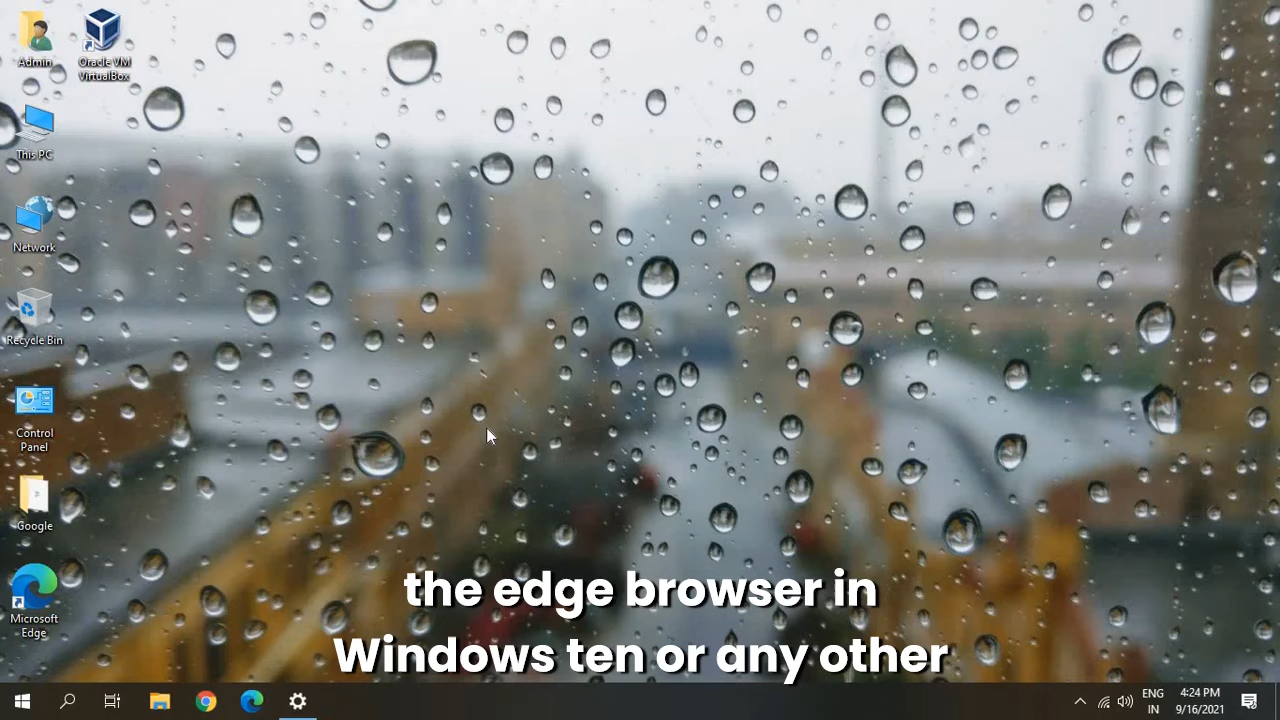 Admin
Oracle VM
VirtualBox
This PC
Network
Recycle Bin
Control
Panel
Google
Microsoft
Edge
the edge browser in
Windows ten or any other
ENG
IN
4:24 PM
9/16/2021